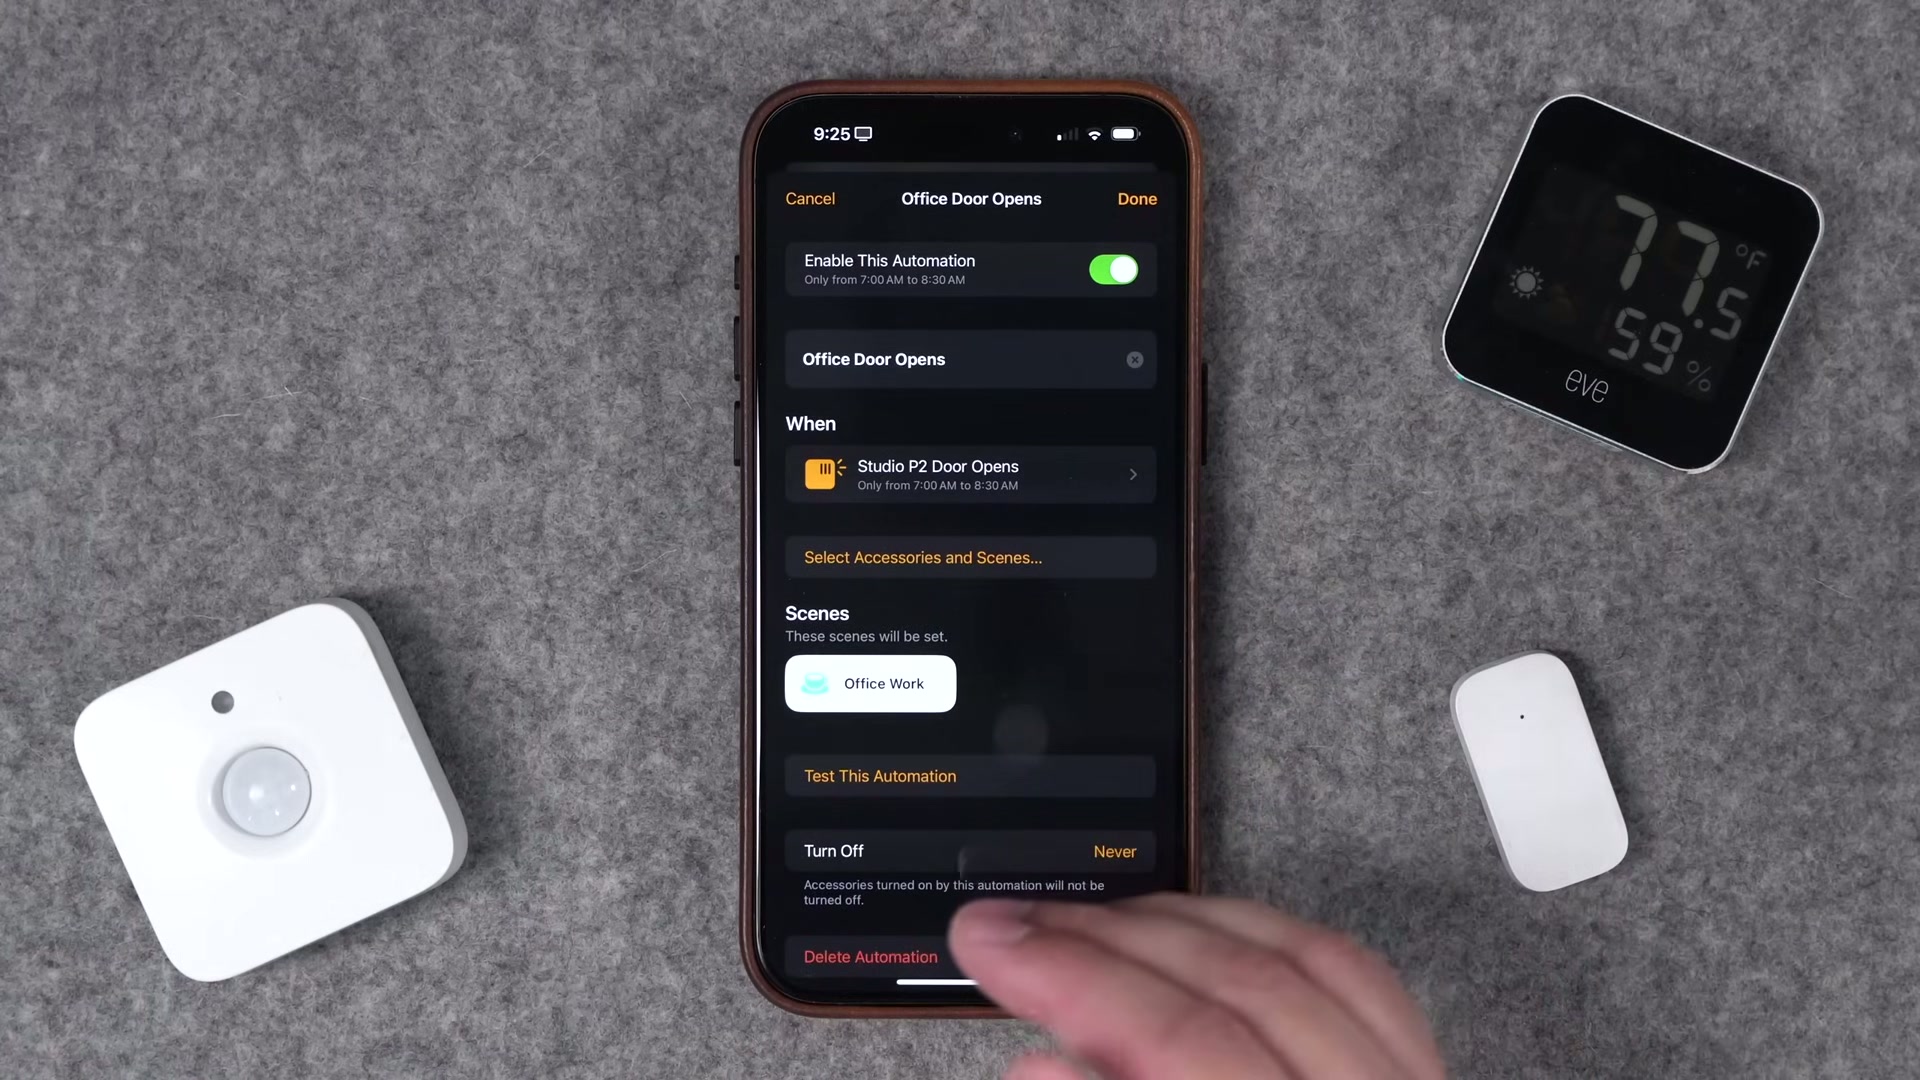 9:25
Cancel
Office Door Opens
Done
Enable This Automation
Only from 7:00 AM to 8:30 AM
Office Door Opens
When
Studio P2 Door Opens
Only from 7:00 AM to 8:30 AM
Select Accessories and Scenes...
Scenes
These scenes will be set.
Office Work
Test This Automation
Turn Off
Never
Accessories turned on by this automation will not be
turned off.
Delete Automation
77.5 °F
59 %
eve